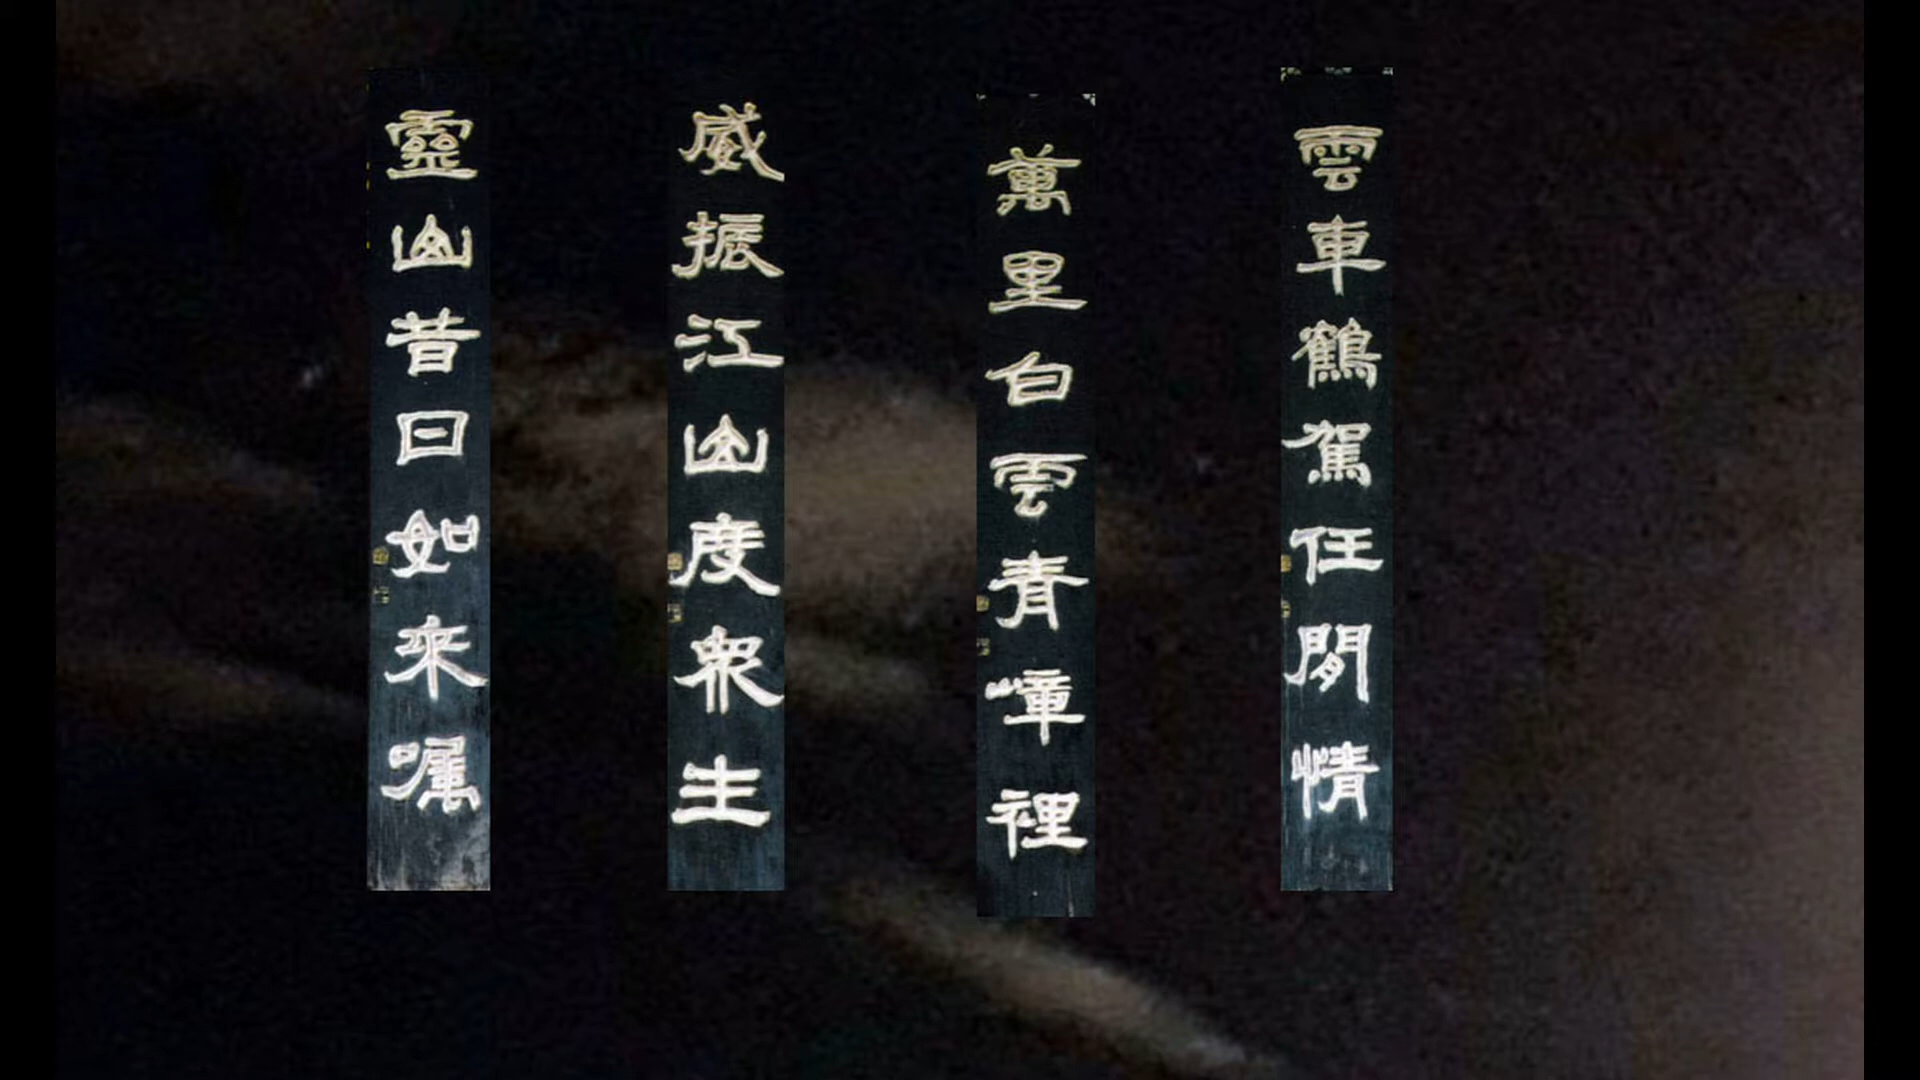 雲車鶴駕任閒情
萬里白雲青嶂裡
威振江山度眾生
靈山昔日如來囑